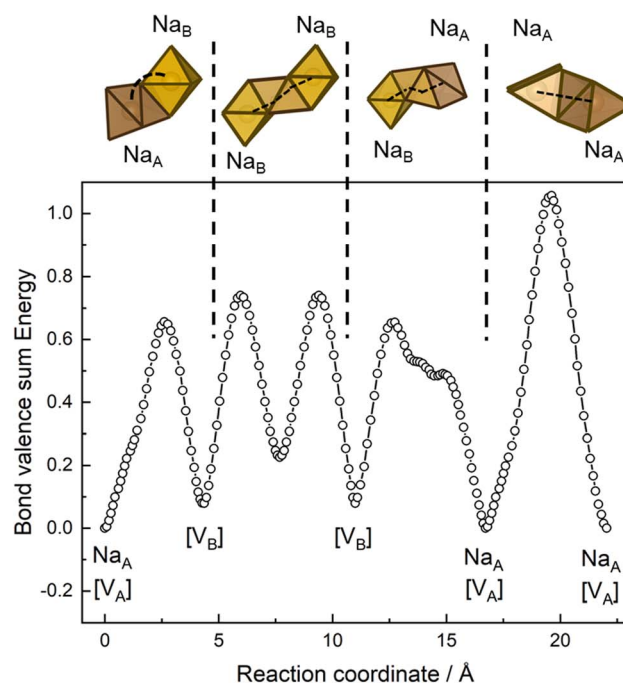 Na_B
Na_B
Na_A
Na_A
Na_A
Na_B
Na_B
Na_A
1.0
0.8
0.6
0.4
0.2
0.0
-0.2
Bond valence sum Energy
Na_A
[V_A]
[V_B]
[V_B]
Na_A
[V_A]
Na_A
[V_A]
0
5
10
15
20
Reaction coordinate / Å